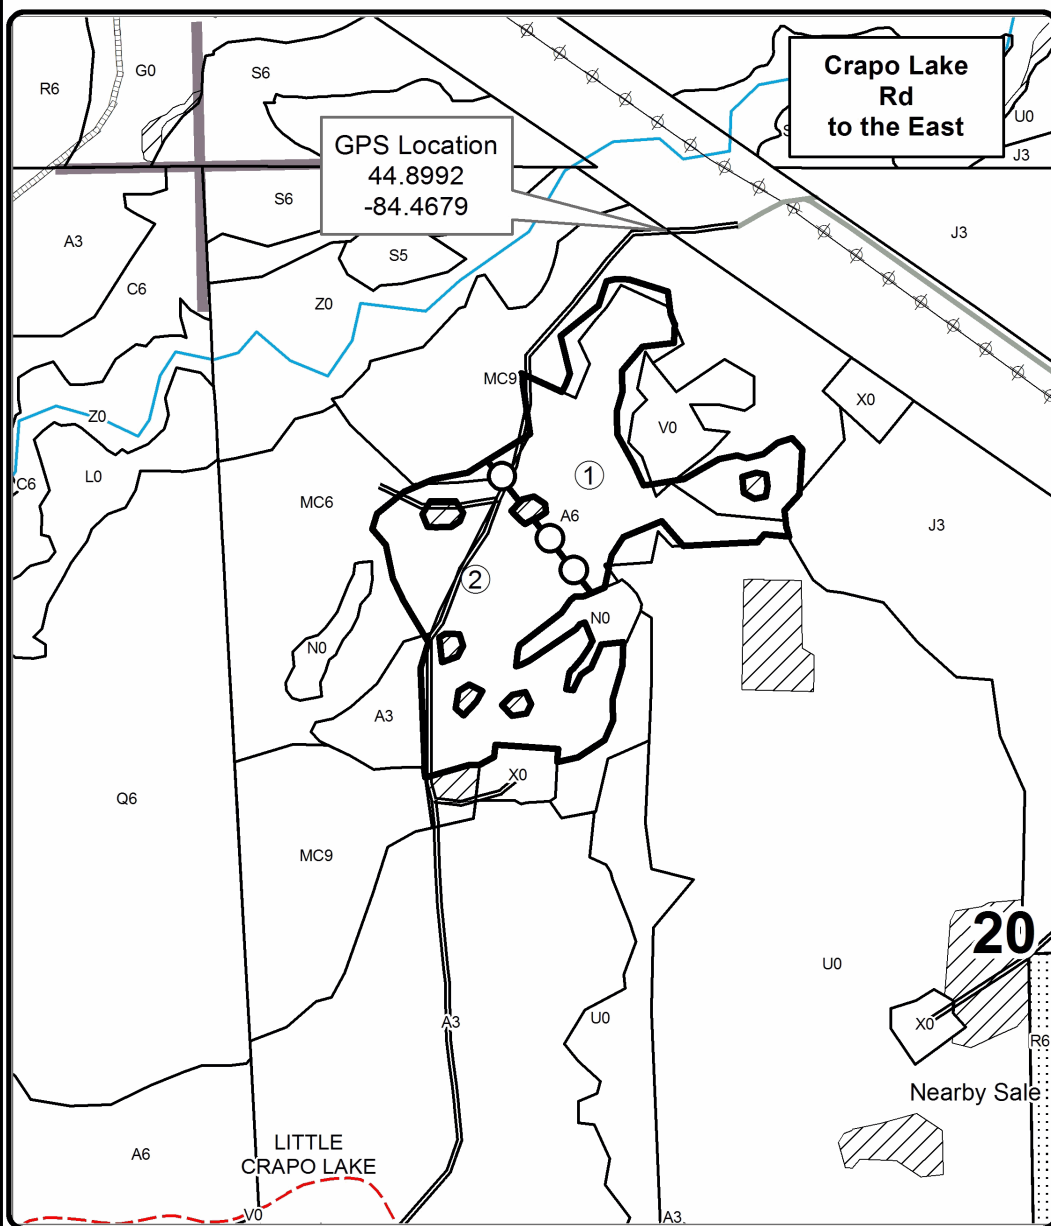 Crapo Lake
Rd
to the East
R6
G0
S6
S
U0
J3
GPS Location
44.8992
-84.4679
S6
A3
S5
J3
C6
Z0
MC9
X0
Z0
V0
C6
L0
MC6
1
A6
J3
2
N0
N0
A3
X0
Q6
MC9
20
U0
A3
U0
X0
R6
Nearby Sale
A6
LITTLE
CRAPO LAKE
V0
A3